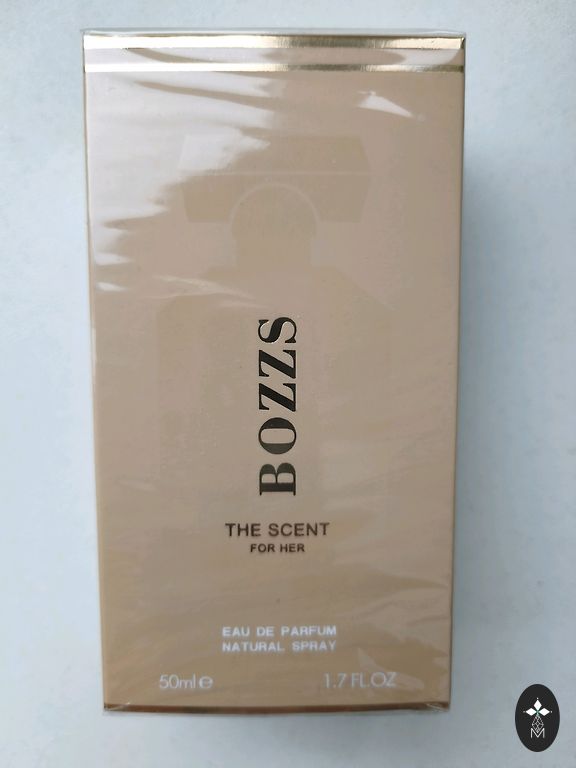 BOZZS
THE SCENT
FOR HER
EAU DE PARFUM
NATURAL SPRAY
50ml ℮ 1.7 FL.OZ
M